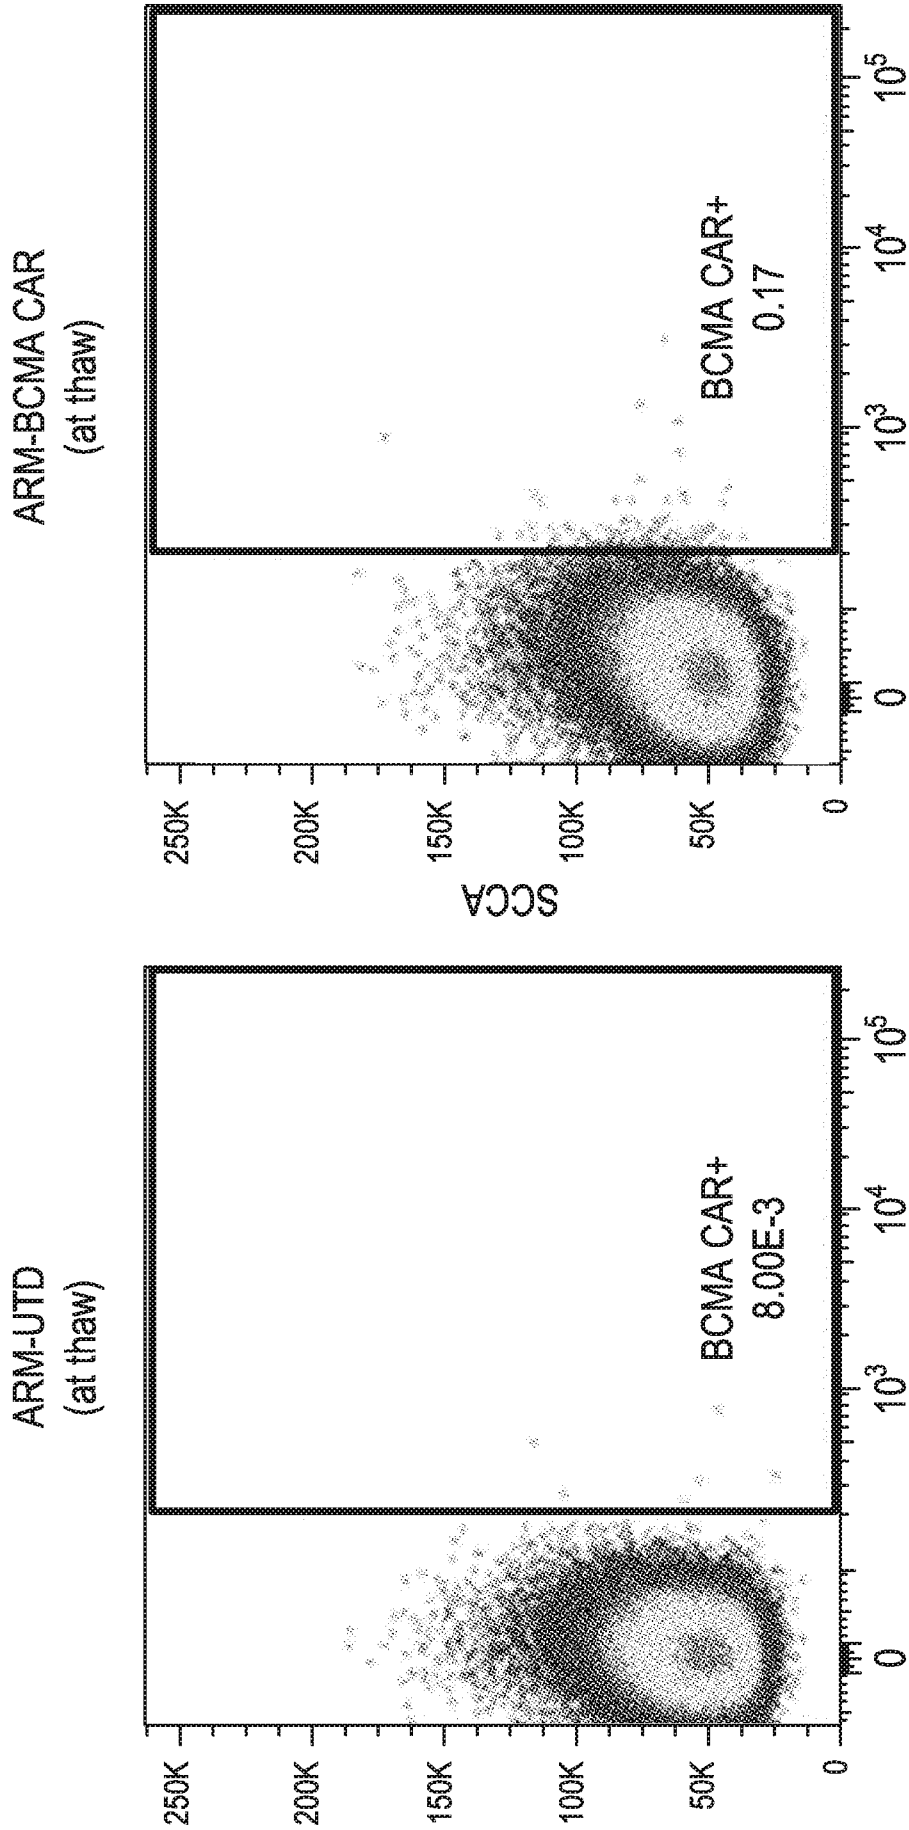 ARM-UTD
(at thaw)
250K
200K
150K
100K
50K
0
BCMA CAR+
8.00E-3
0 10³ 10⁴ 10⁵
ARM-BCMA CAR
(at thaw)
SCCA
250K
200K
150K
100K
50K
0
BCMA CAR+
0.17
0 10³ 10⁴ 10⁵